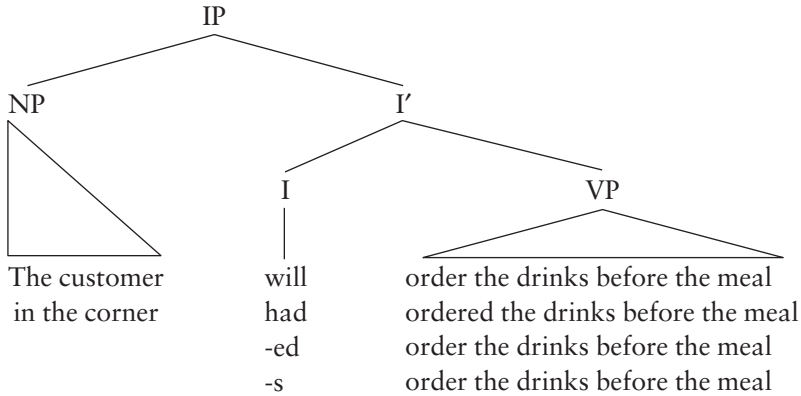 IP
NP I′
I VP
The customer will order the drinks before the meal
in the corner had ordered the drinks before the meal
-ed order the drinks before the meal
-s order the drinks before the meal